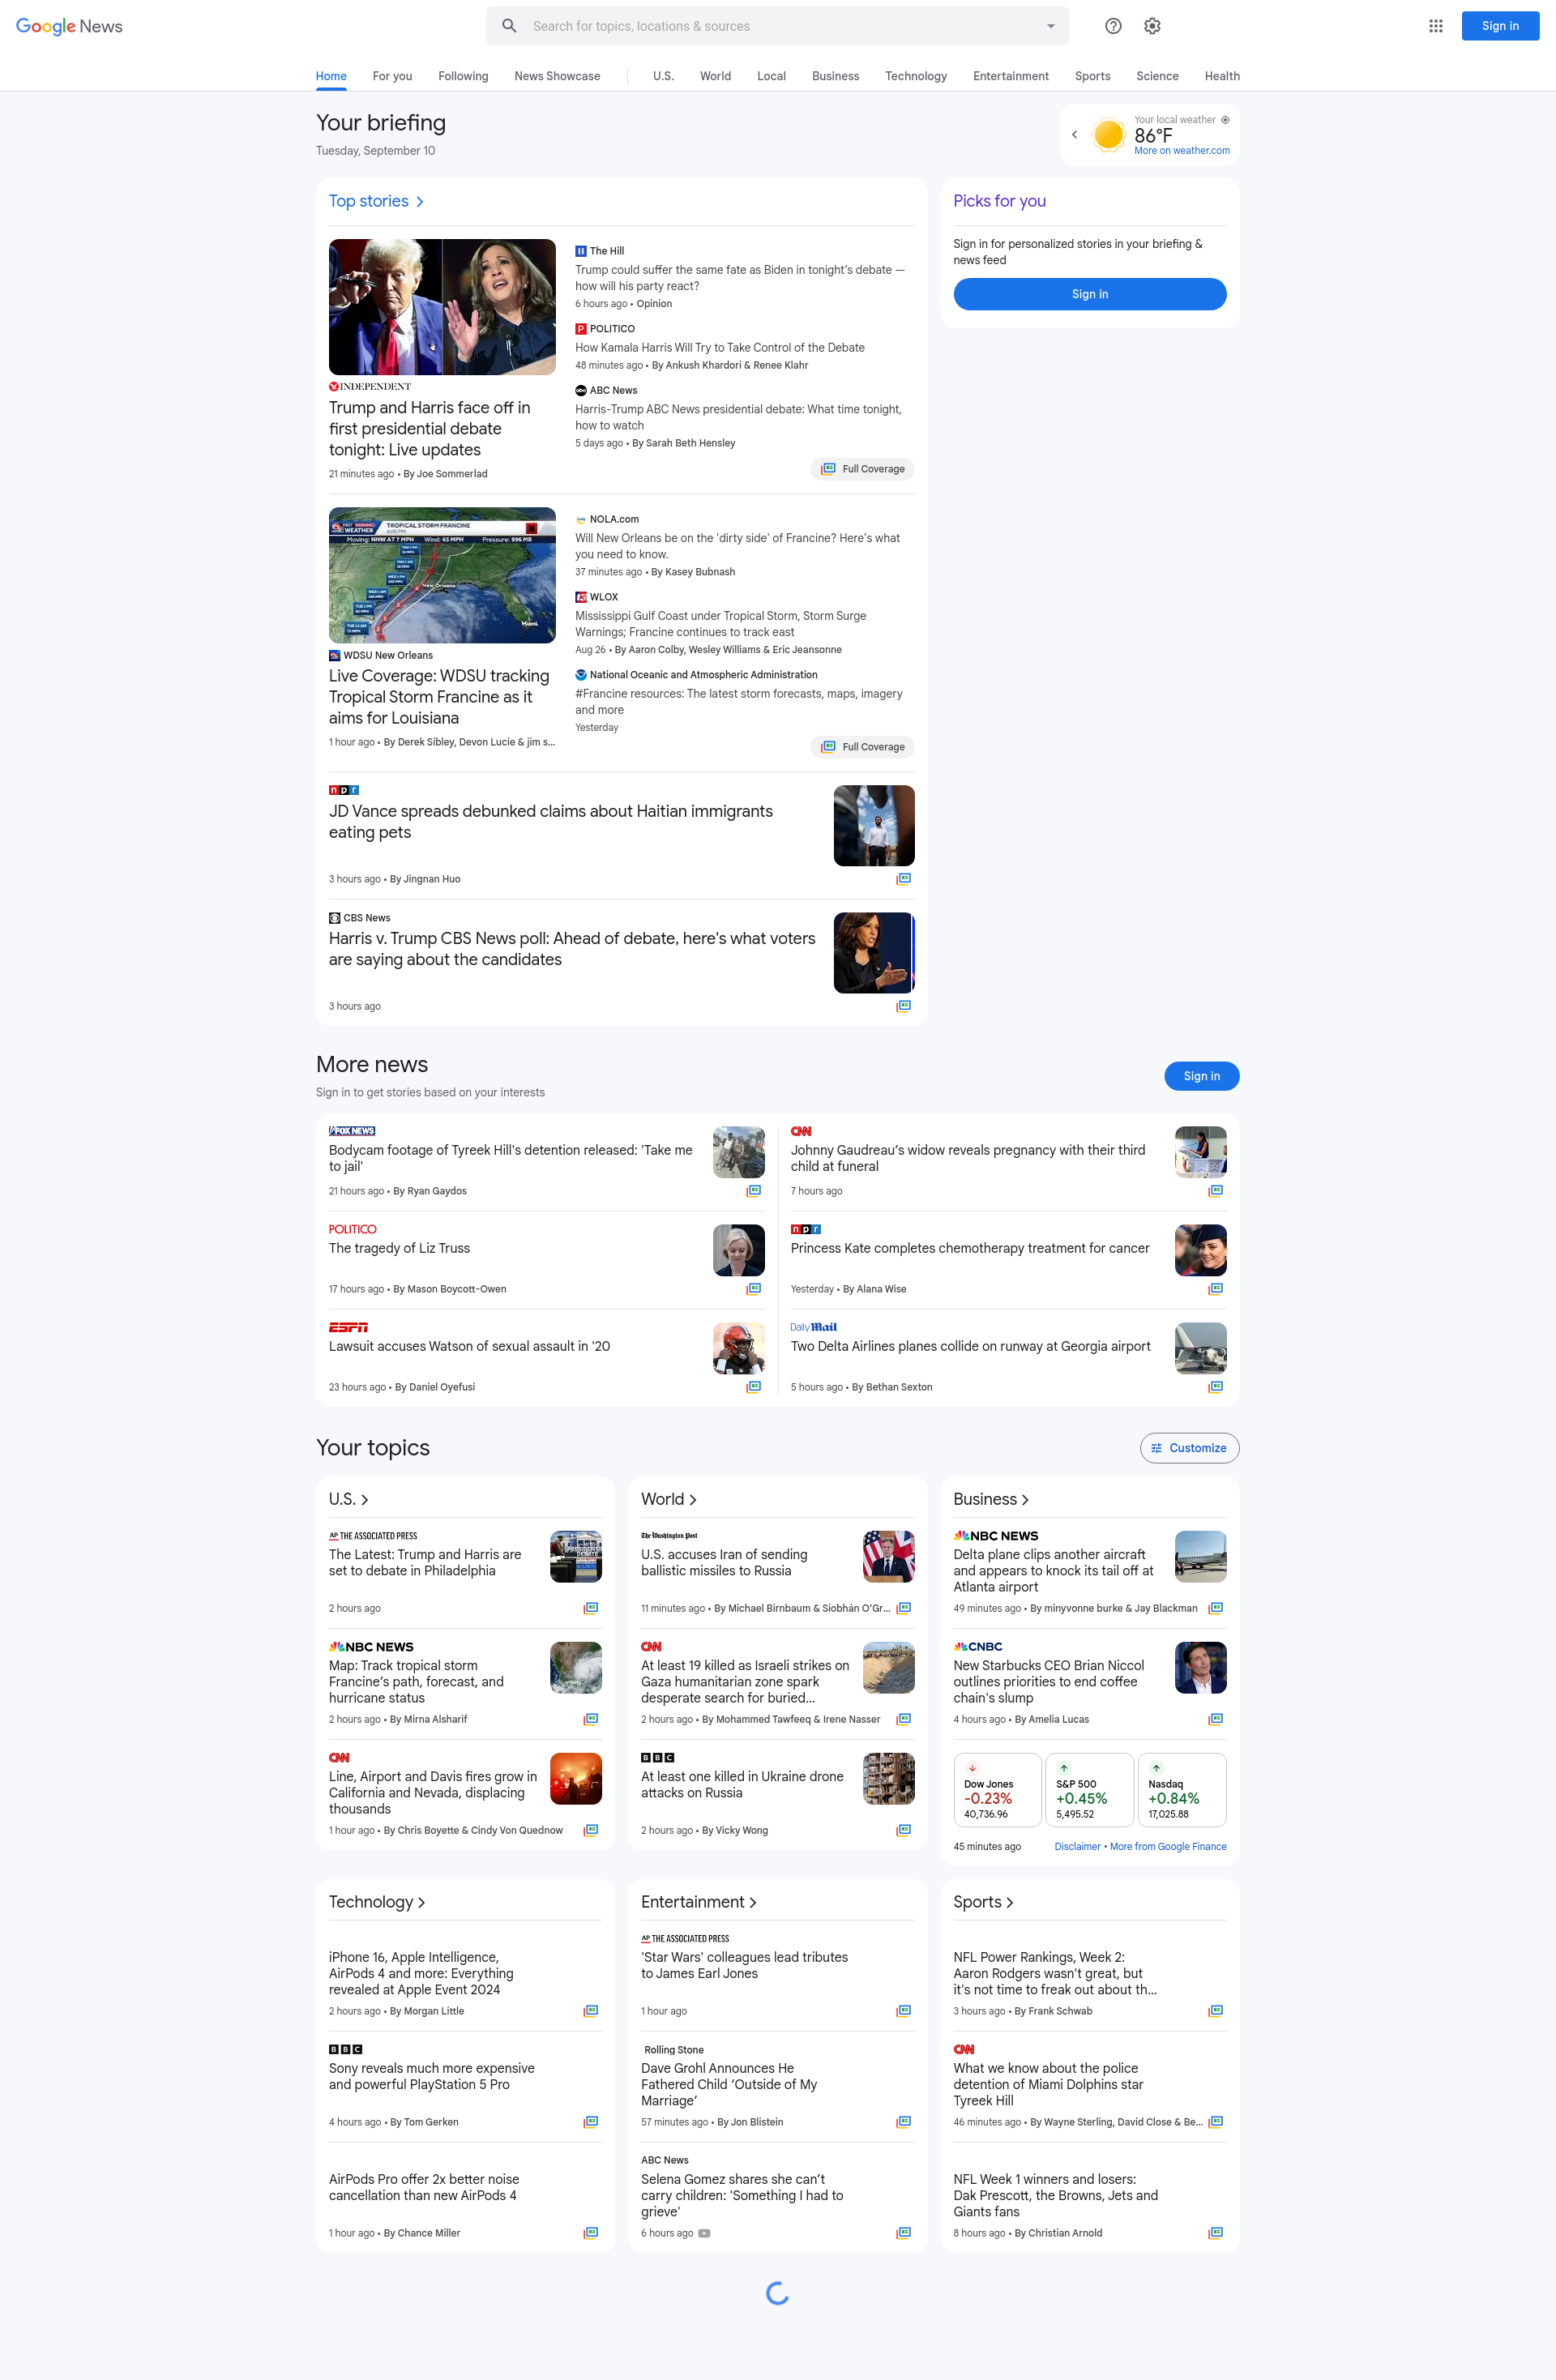 Google News
Search for topics, locations & sources
Sign in
Home
For you
Following
News Showcase
U.S.
World
Local
Business
Technology
Entertainment
Sports
Science
Health
Your briefing
Tuesday, September 10
Your local weather
86°F
More on weather.com
Top stories
INDEPENDENT
Trump and Harris face off in
first presidential debate
tonight: Live updates
21 minutes ago • By Joe Sommerlad
The Hill
Trump could suffer the same fate as Biden in tonight’s debate —
how will his party react?
6 hours ago • Opinion
POLITICO
How Kamala Harris Will Try to Take Control of the Debate
48 minutes ago • By Ankush Khardori & Renee Klahr
ABC News
Harris-Trump ABC News presidential debate: What time tonight,
how to watch
5 days ago • By Sarah Beth Hensley
Full Coverage
Picks for you
Sign in for personalized stories in your briefing &
news feed
Sign in
TROPICAL STORM FRANCINE
4:00 PM
Moving: NNW AT 7 MPH Wind: 65 MPH Pressure: 996 MB
New Orleans
Miami
WDSU New Orleans
Live Coverage: WDSU tracking
Tropical Storm Francine as it
aims for Louisiana
1 hour ago • By Derek Sibley, Devon Lucie & jim s...
NOLA.com
Will New Orleans be on the 'dirty side' of Francine? Here's what
you need to know.
37 minutes ago • By Kasey Bubnash
WLOX
Mississippi Gulf Coast under Tropical Storm, Storm Surge
Warnings; Francine continues to track east
Aug 26 • By Aaron Colby, Wesley Williams & Eric Jeansonne
National Oceanic and Atmospheric Administration
#Francine resources: The latest storm forecasts, maps, imagery
and more
Yesterday
Full Coverage
npr
JD Vance spreads debunked claims about Haitian immigrants
eating pets
3 hours ago • By Jingnan Huo
CBS News
Harris v. Trump CBS News poll: Ahead of debate, here's what voters
are saying about the candidates
3 hours ago
More news
Sign in to get stories based on your interests
Sign in
FOX NEWS
Bodycam footage of Tyreek Hill's detention released: 'Take me
to jail'
21 hours ago • By Ryan Gaydos
CNN
Johnny Gaudreau’s widow reveals pregnancy with their third
child at funeral
7 hours ago
POLITICO
The tragedy of Liz Truss
17 hours ago • By Mason Boycott-Owen
npr
Princess Kate completes chemotherapy treatment for cancer
Yesterday • By Alana Wise
ESPN
Lawsuit accuses Watson of sexual assault in '20
23 hours ago • By Daniel Oyefusi
Daily Mail
Two Delta Airlines planes collide on runway at Georgia airport
5 hours ago • By Bethan Sexton
Your topics
Customize
U.S.
AP THE ASSOCIATED PRESS
The Latest: Trump and Harris are
set to debate in Philadelphia
2 hours ago
NBC NEWS
Map: Track tropical storm
Francine’s path, forecast, and
hurricane status
2 hours ago • By Mirna Alsharif
CNN
Line, Airport and Davis fires grow in
California and Nevada, displacing
thousands
1 hour ago • By Chris Boyette & Cindy Von Quednow
World
The Washington Post
U.S. accuses Iran of sending
ballistic missiles to Russia
11 minutes ago • By Michael Birnbaum & Siobhán O’Gr...
CNN
At least 19 killed as Israeli strikes on
Gaza humanitarian zone spark
desperate search for buried...
2 hours ago • By Mohammed Tawfeeq & Irene Nasser
BBC
At least one killed in Ukraine drone
attacks on Russia
2 hours ago • By Vicky Wong
Business
NBC NEWS
Delta plane clips another aircraft
and appears to knock its tail off at
Atlanta airport
49 minutes ago • By minyvonne burke & Jay Blackman
CNBC
New Starbucks CEO Brian Niccol
outlines priorities to end coffee
chain's slump
4 hours ago • By Amelia Lucas
Dow Jones
-0.23%
40,736.96
S&P 500
+0.45%
5,495.52
Nasdaq
+0.84%
17,025.88
45 minutes ago
Disclaimer • More from Google Finance
Technology
iPhone 16, Apple Intelligence,
AirPods 4 and more: Everything
revealed at Apple Event 2024
2 hours ago • By Morgan Little
BBC
Sony reveals much more expensive
and powerful PlayStation 5 Pro
4 hours ago • By Tom Gerken
AirPods Pro offer 2x better noise
cancellation than new AirPods 4
1 hour ago • By Chance Miller
Entertainment
AP THE ASSOCIATED PRESS
'Star Wars' colleagues lead tributes
to James Earl Jones
1 hour ago
Rolling Stone
Dave Grohl Announces He
Fathered Child ‘Outside of My
Marriage’
57 minutes ago • By Jon Blistein
ABC News
Selena Gomez shares she can’t
carry children: 'Something I had to
grieve'
6 hours ago
Sports
NFL Power Rankings, Week 2:
Aaron Rodgers wasn't great, but
it's not time to freak out about th...
3 hours ago • By Frank Schwab
CNN
What we know about the police
detention of Miami Dolphins star
Tyreek Hill
46 minutes ago • By Wayne Sterling, David Close & Be...
NFL Week 1 winners and losers:
Dak Prescott, the Browns, Jets and
Giants fans
8 hours ago • By Christian Arnold